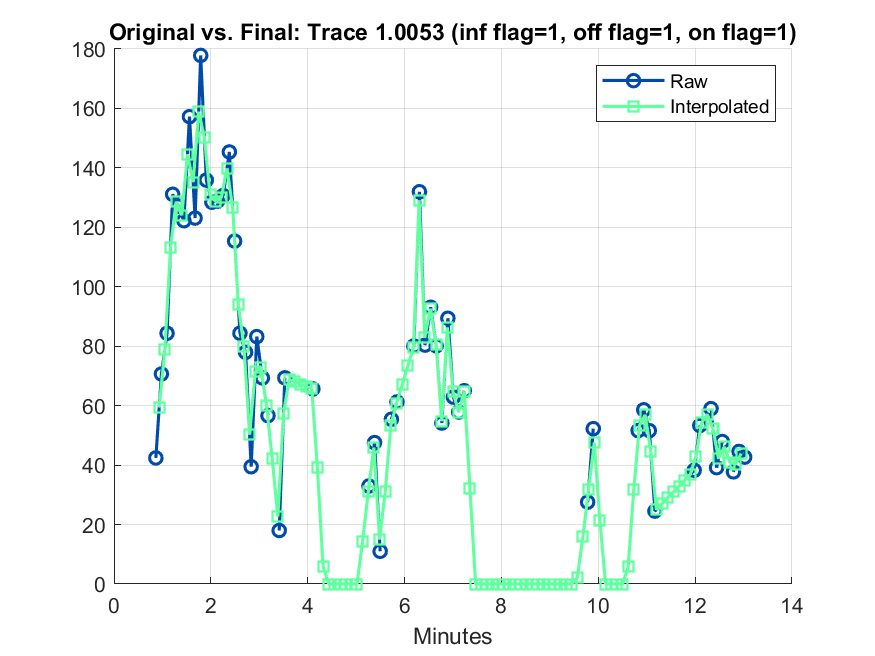 Original vs. Final: Trace 1.0053 (inf flag=1, off flag=1, on flag=1)
180
160
140
120
100
80
60
40
20
0
Raw
Interpolated
0 2 4 6 8 10 12 14
Minutes